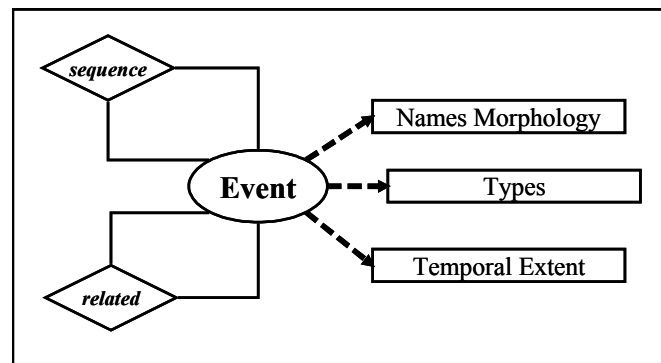 sequence
Names Morphology
Event
Types
Temporal Extent
related